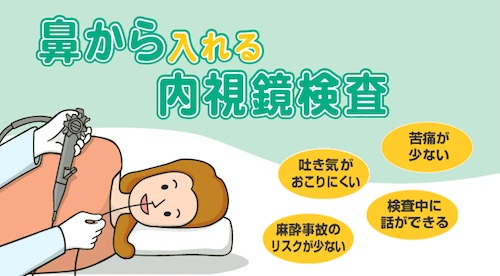 鼻から入れる
内視鏡検査
苦痛が
少ない
吐き気が
おこりにくい
検査中に
話ができる
麻酔事故の
リスクが少ない